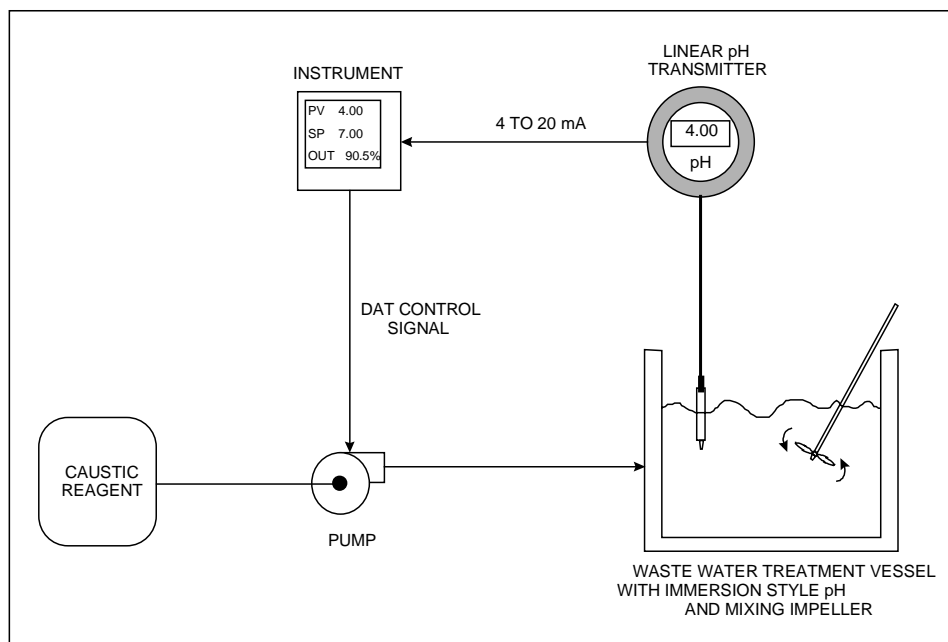 LINEAR pH
TRANSMITTER
INSTRUMENT
PV 4.00
SP 7.00
OUT 90.5%
4 TO 20 mA
4.00
pH
DAT CONTROL
SIGNAL
CAUSTIC
REAGENT
PUMP
WASTE WATER TREATMENT VESSEL
WITH IMMERSION STYLE pH
AND MIXING IMPELLER